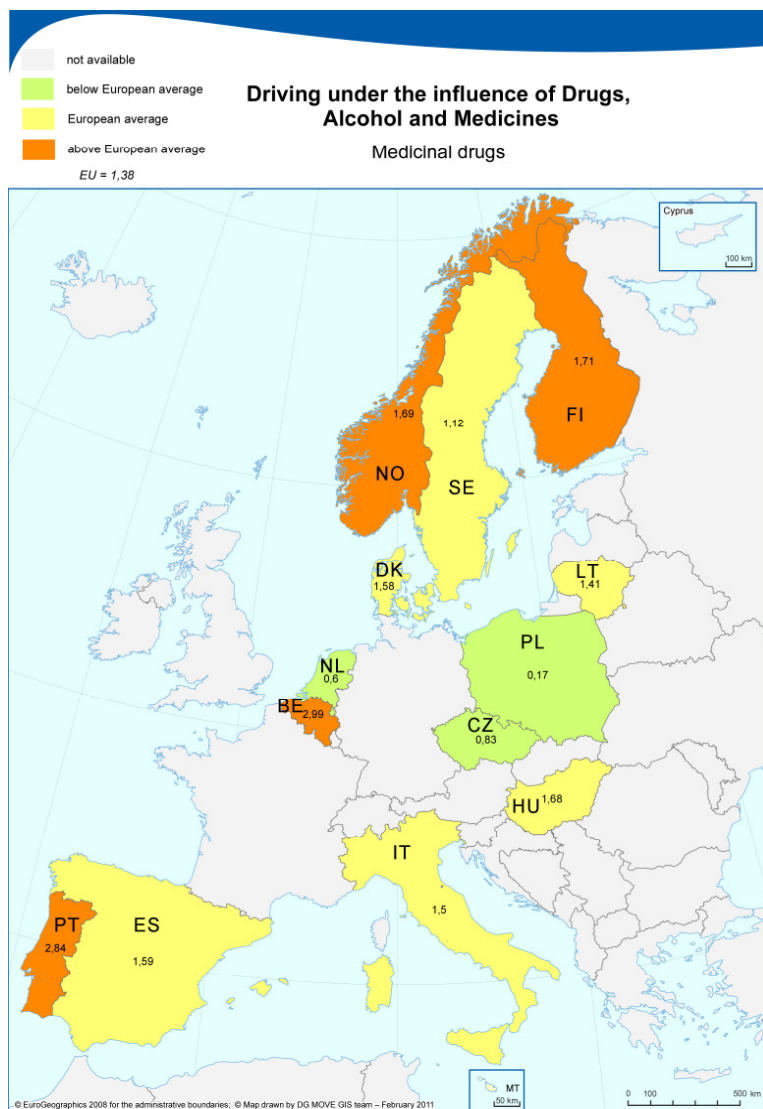 not available
below European average
European average
above European average
EU = 1,38
Driving under the influence of Drugs,
Alcohol and Medicines
Medicinal drugs
Cyprus
100 km
1,71
1,69
1,12
FI
NO
SE
DK
1,58
LT
1,41
PL
NL
0,6
0,17
BE
2,99
CZ
0,83
HU
1,68
IT
1,5
PT
ES
2,84
1,59
MT
50 km
0 100 500 km
© EuroGeographics 2008 for the administrative boundaries; © Map drawn by DG MOVE GIS team – February 2011